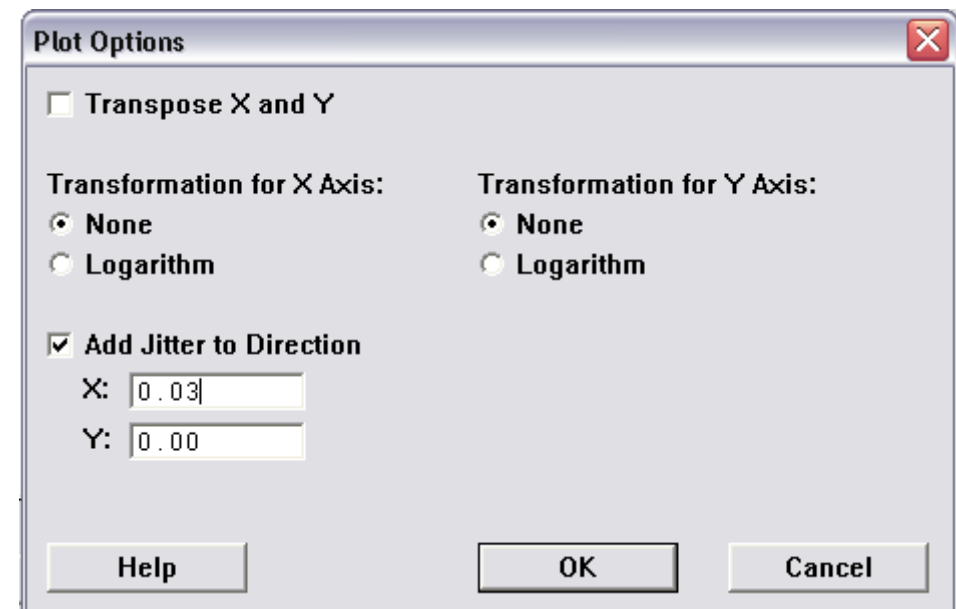 Plot Options
Transpose X and Y
Transformation for X Axis: Transformation for Y Axis:
None None
Logarithm Logarithm
Add Jitter to Direction
X: 0.03
Y: 0.00
Help OK Cancel